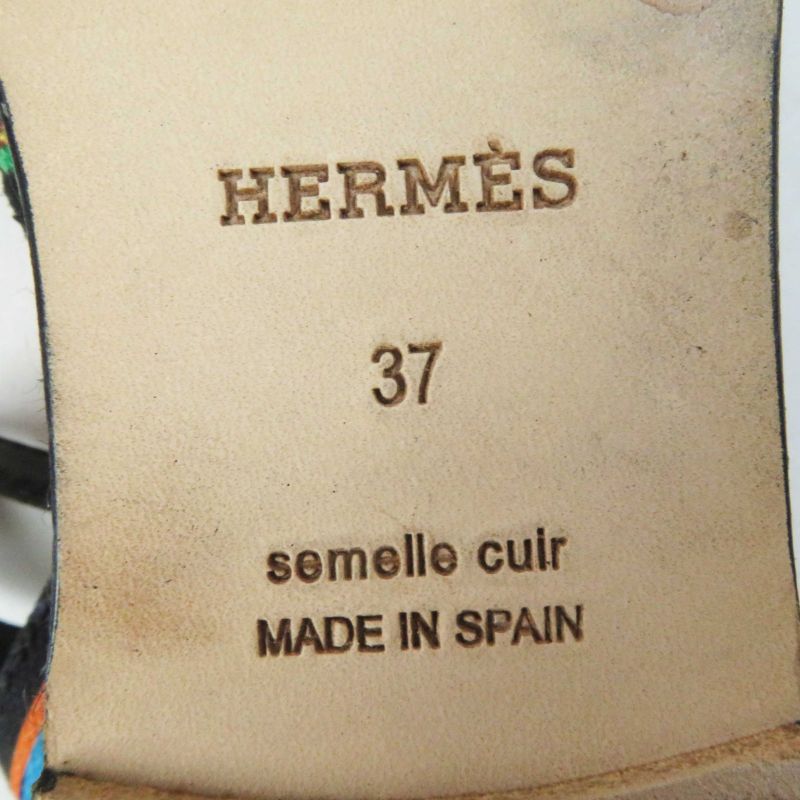 HERMÈS
37
semelle cuir
MADE IN SPAIN